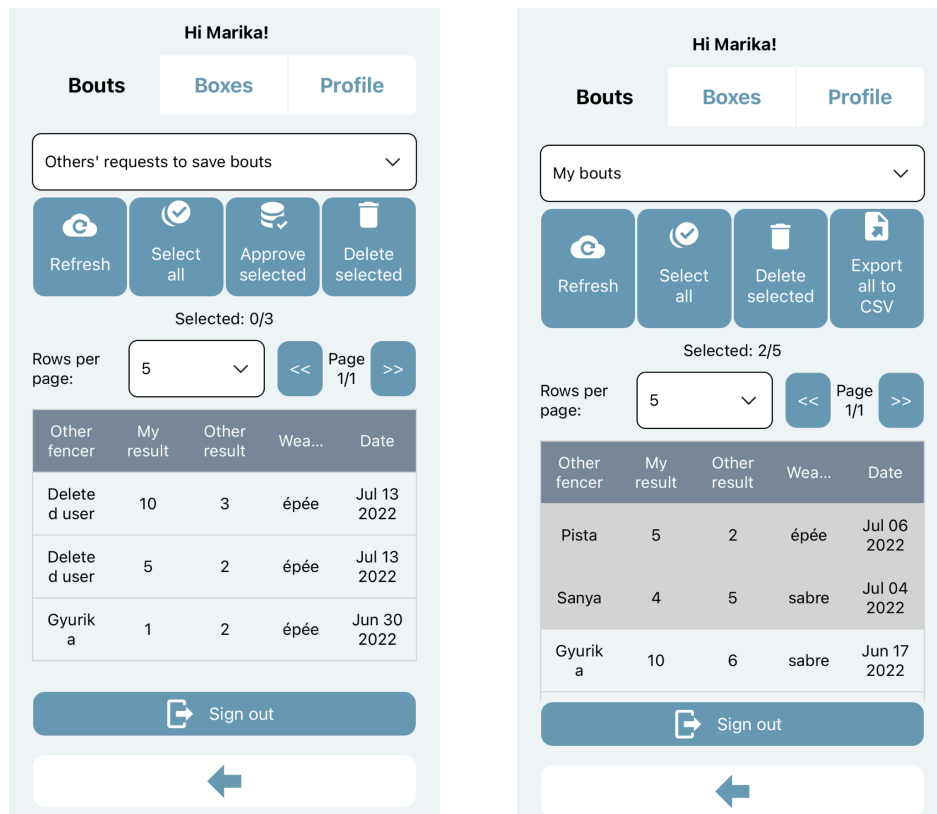 Hi Marika!
Bouts Boxes Profile
Others' requests to save bouts
Refresh
Select
all
Approve
selected
Delete
selected
Selected: 0/3
Rows per
page:
5
<<
Page
1/1
>>
Other
fencer
My
result
Other
result
Wea...
Date
Delete
d user
10
3
épée
Jul 13
2022
Delete
d user
5
2
épée
Jul 13
2022
Gyurik
a
1
2
épée
Jun 30
2022
Sign out
Hi Marika!
Bouts Boxes Profile
My bouts
Refresh
Select
all
Delete
selected
Export
all to
CSV
Selected: 2/5
Rows per
page:
5
<<
Page
1/1
>>
Other
fencer
My
result
Other
result
Wea...
Date
Pista
5
2
épée
Jul 06
2022
Sanya
4
5
sabre
Jul 04
2022
Gyurik
a
10
6
sabre
Jun 17
2022
Sign out